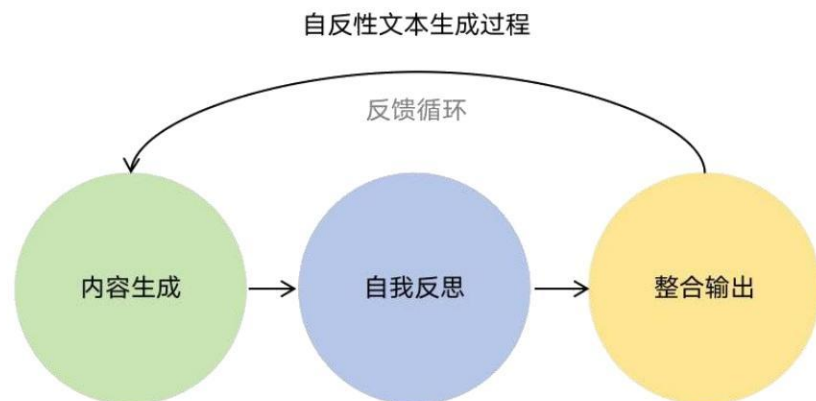 自反性文本生成过程
反馈循环
内容生成
自我反思
整合输出